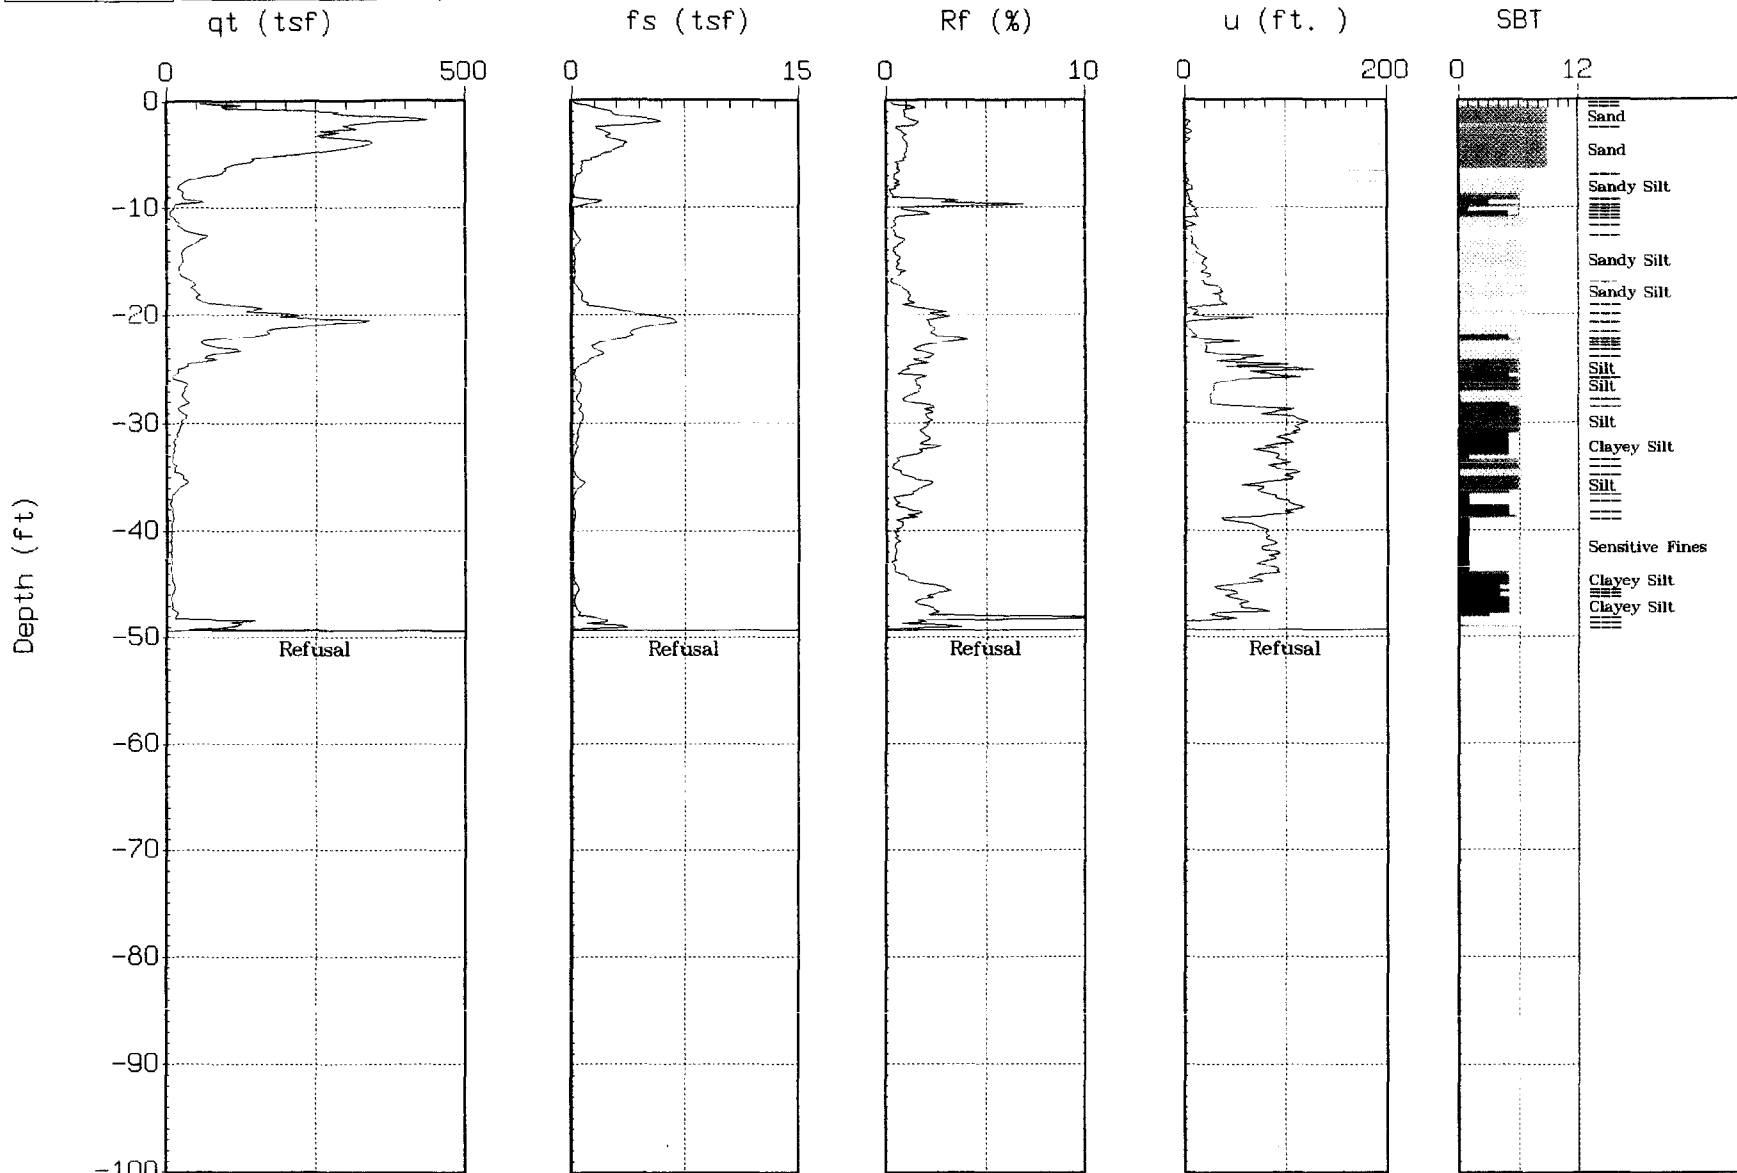 qt (tsf) fs (tsf) Rf (%) u (ft. ) SBT
0 500 0 15 0 10 0 200 0 12
0
Sand
Sand
Sandy Silt
-10
Sandy Silt
Sandy Silt
-20
Silt
Silt
-30
Silt
Clayey Silt
Silt
-40
Sensitive Fines
Clayey Silt
Clayey Silt
-50
Refusal Refusal Refusal Refusal
Depth (ft)
-60
-70
-80
-90
-100